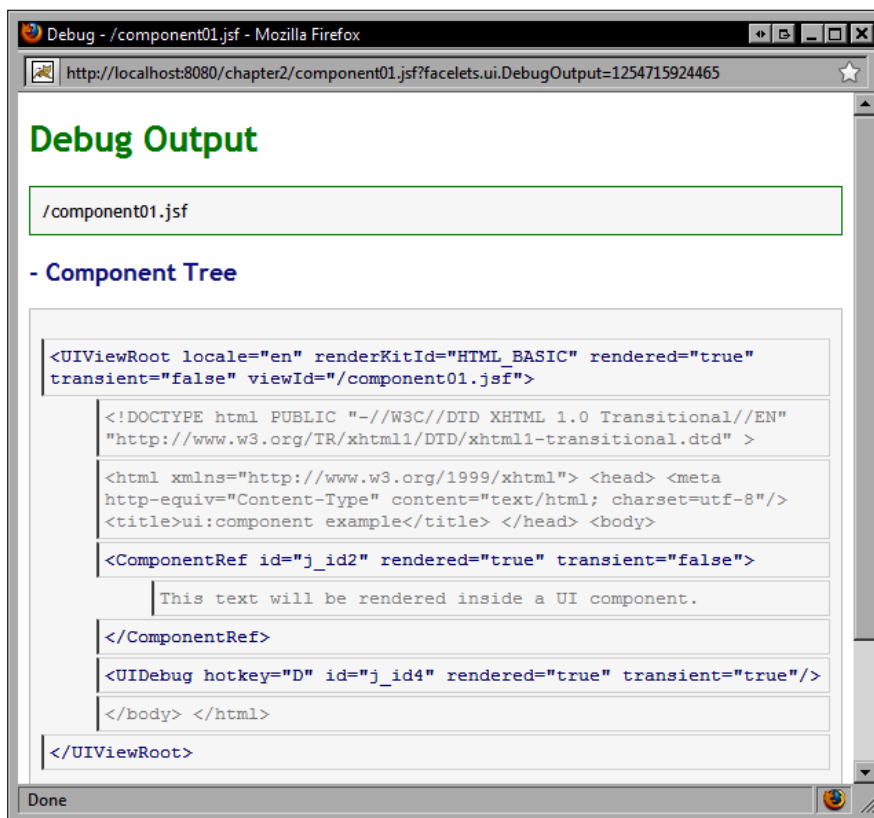 Debug - /component01.jsf - Mozilla Firefox
http://localhost:8080/chapter2/component01.jsf?facelets.ui.DebugOutput=1254715924465
Debug Output
/component01.jsf
- Component Tree
<UIViewRoot locale="en" renderKitId="HTML_BASIC" rendered="true"
transient="false" viewId="/component01.jsf">
<!DOCTYPE html PUBLIC "-//W3C//DTD XHTML 1.0 Transitional//EN"
"http://www.w3.org/TR/xhtml1/DTD/xhtml1-transitional.dtd" >
<html xmlns="http://www.w3.org/1999/xhtml"> <head> <meta
http-equiv="Content-Type" content="text/html; charset=utf-8"/>
<title>ui:component example</title> </head> <body>
<ComponentRef id="j_id2" rendered="true" transient="false">
This text will be rendered inside a UI component.
</ComponentRef>
<UIDebug hotkey="D" id="j_id4" rendered="true" transient="true"/>
</body> </html>
</UIViewRoot>
Done